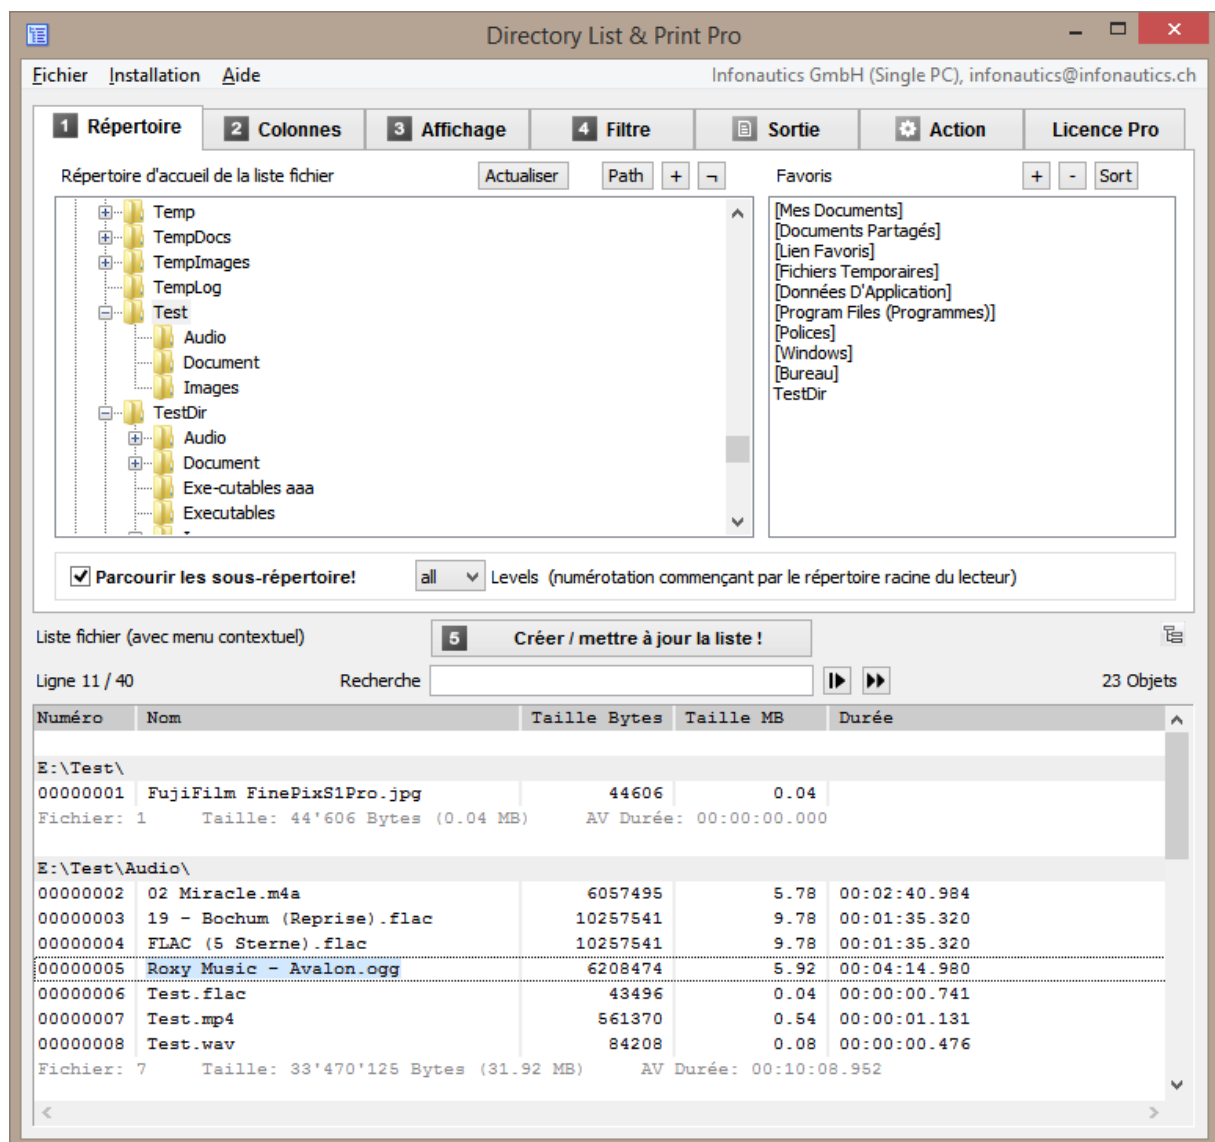 Directory List & Print Pro
Fichier Installation Aide Infonautics GmbH (Single PC), infonautics@infonautics.ch
1 Répertoire 2 Colonnes 3 Affichage 4 Filtre Sortie Action Licence Pro
Répertoire d'accueil de la liste fichier Actualiser Path + ¬ Favoris + - Sort
Temp
TempDocs
TempImages
TempLog
Test
Audio
Document
Images
TestDir
Audio
Document
Exe-cutables aaa
Executables
[Mes Documents]
[Documents Partagés]
[Lien Favoris]
[Fichiers Temporaires]
[Données D'Application]
[Program Files (Programmes)]
[Polices]
[Windows]
[Bureau]
TestDir
Parcourir les sous-répertoire! all Levels (numérotation commençant par le répertoire racine du lecteur)
Liste fichier (avec menu contextuel) 5 Créer / mettre à jour la liste !
Ligne 11 / 40 Recherche 23 Objets
Numéro Nom Taille Bytes Taille MB Durée
E:\Test\
00000001 FujiFilm FinePixS1Pro.jpg 44606 0.04
Fichier: 1 Taille: 44'606 Bytes (0.04 MB) AV Durée: 00:00:00.000
E:\Test\Audio\
00000002 02 Miracle.m4a 6057495 5.78 00:02:40.984
00000003 19 - Bochum (Reprise).flac 10257541 9.78 00:01:35.320
00000004 FLAC (5 Sterne).flac 10257541 9.78 00:01:35.320
00000005 Roxy Music - Avalon.ogg 6208474 5.92 00:04:14.980
00000006 Test.flac 43496 0.04 00:00:00.741
00000007 Test.mp4 561370 0.54 00:00:01.131
00000008 Test.wav 84208 0.08 00:00:00.476
Fichier: 7 Taille: 33'470'125 Bytes (31.92 MB) AV Durée: 00:10:08.952